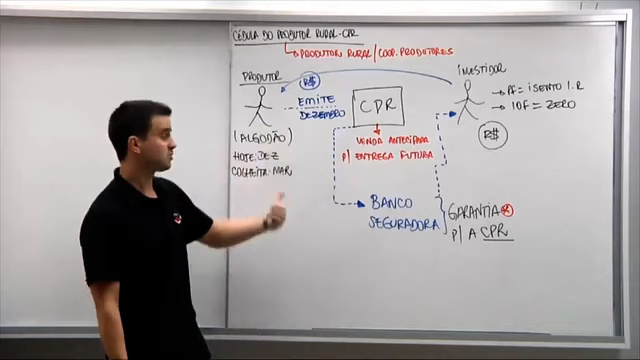 CÉDULA DO PRODUTOR RURAL-CPR
PRODUTOR RURAL/COOP. PRODUTORES
PRODUTOR
R$
INVESTIDOR
PF = ISENTO I.R
IOF = ZERO
R$
EMITE
DEZEMBRO
CPR
(ALGODÃO)
HOJE: DEZ
COLHEITA: MAR
VENDA ANTECIPADA
P/ ENTREGA FUTURA
BANCO
SEGURADORA
GARANTIA
P/ A CPR